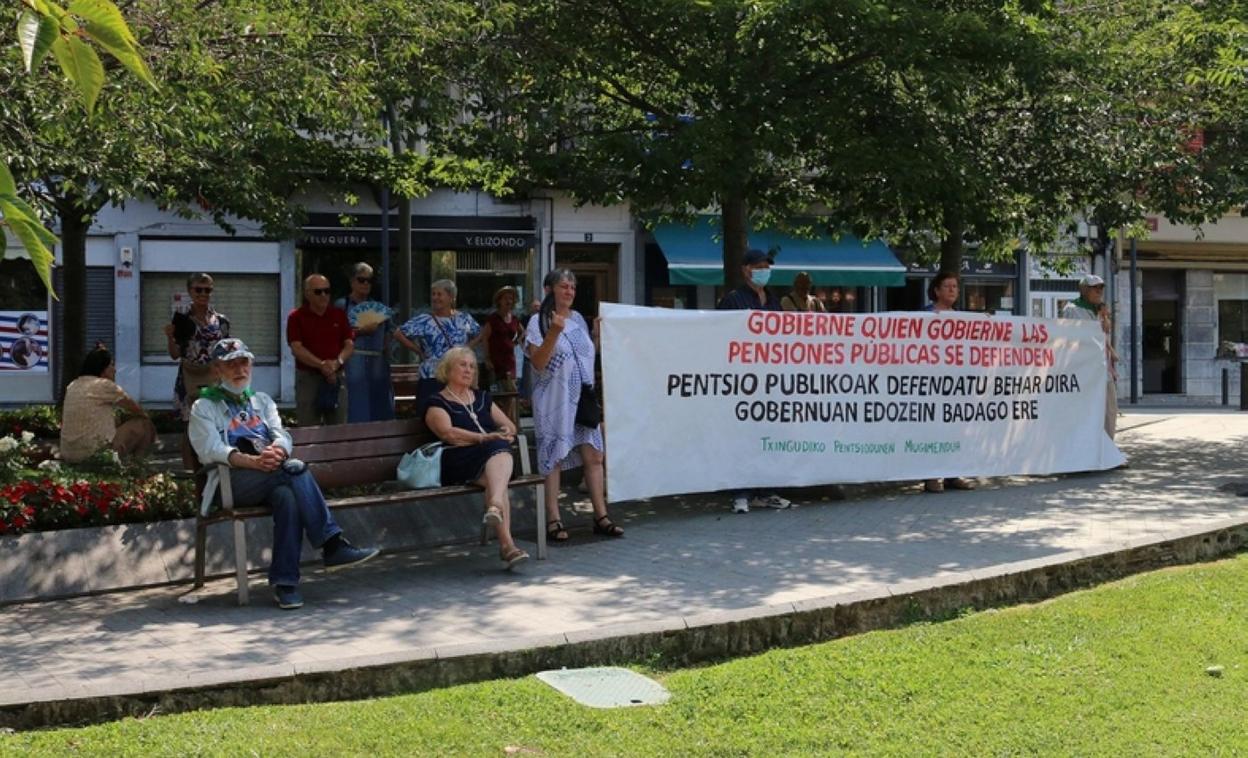 PELUQUERIA
Y. ELIZONDO
GOBIERNE QUIEN GOBIERNE LAS
PENSIONES PÚBLICAS SE DEFIENDEN
PENTSIO PUBLIKOAK DEFENDATU BEHAR DIRA
GOBERNUAN EDOZEIN BADAGO ERE
TXINGUDIKO PENTSIODUNEN MUGIMENDUA